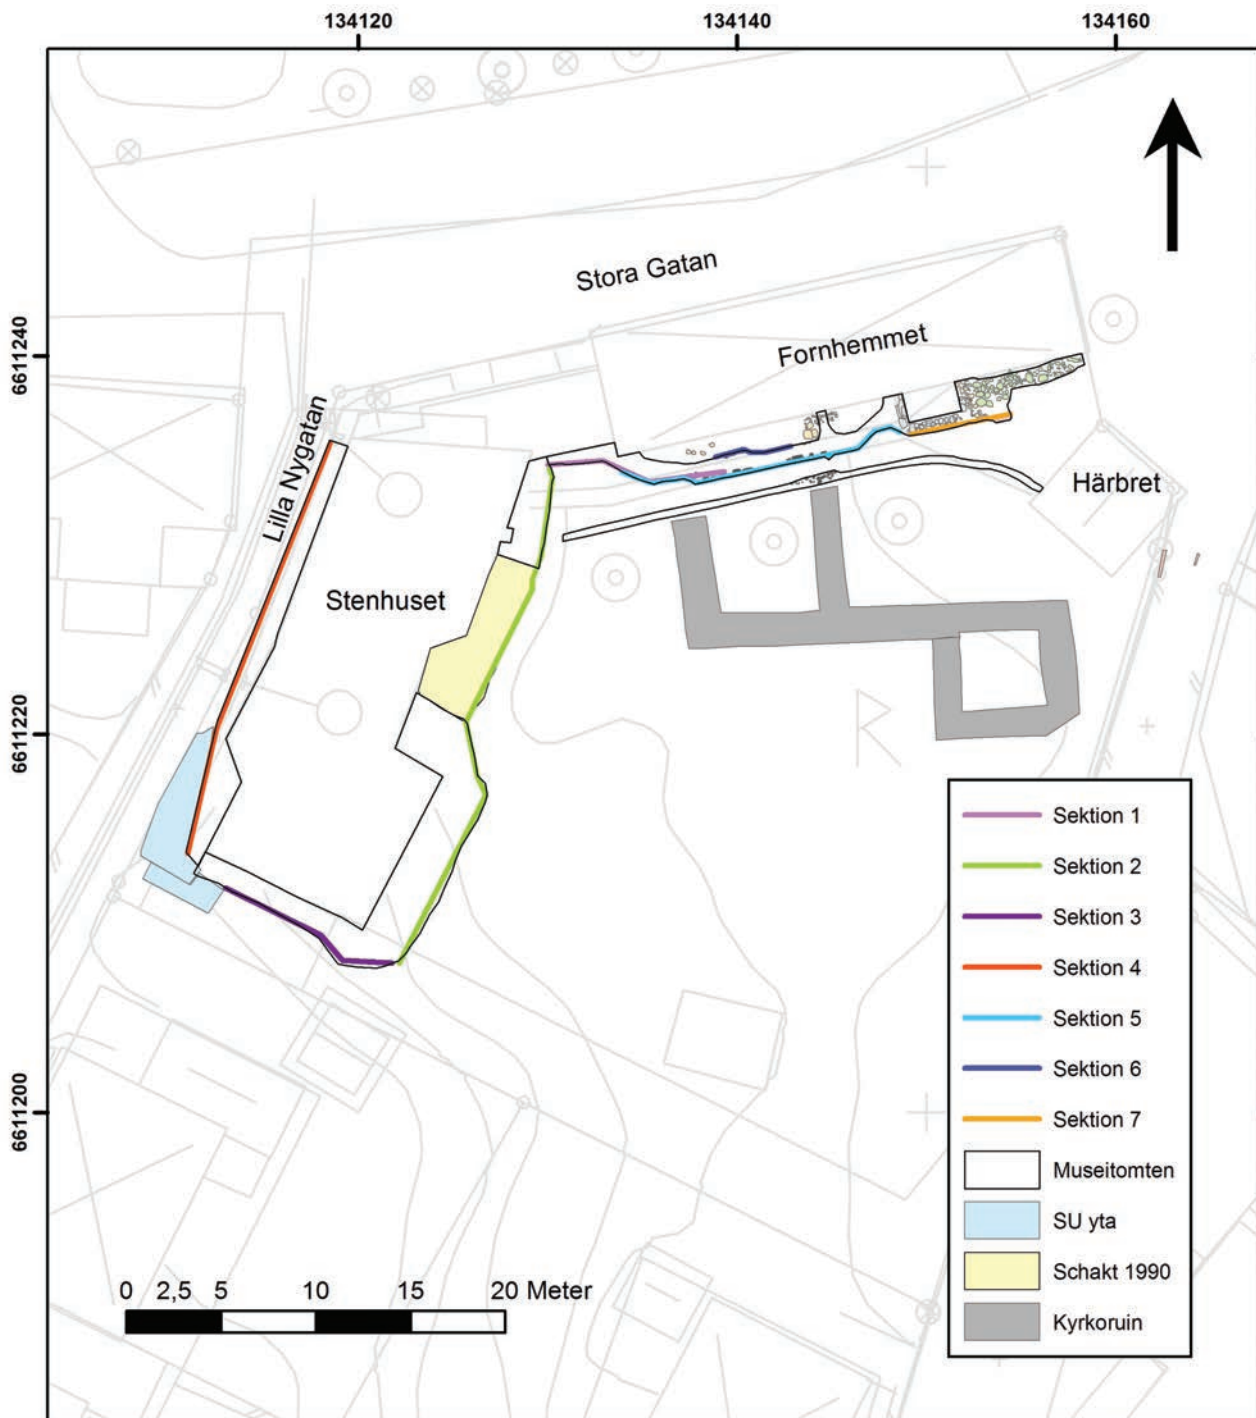 134120
134140
134160
6611240
6611220
6611200
Stora Gatan
Fornhemmet
Lilla Nygatan
Härbret
Stenhuset
R
Sektion 1
Sektion 2
Sektion 3
Sektion 4
Sektion 5
Sektion 6
Sektion 7
Museitomten
SU yta
Schakt 1990
Kyrkoruin
0 2,5 5 10 15 20 Meter